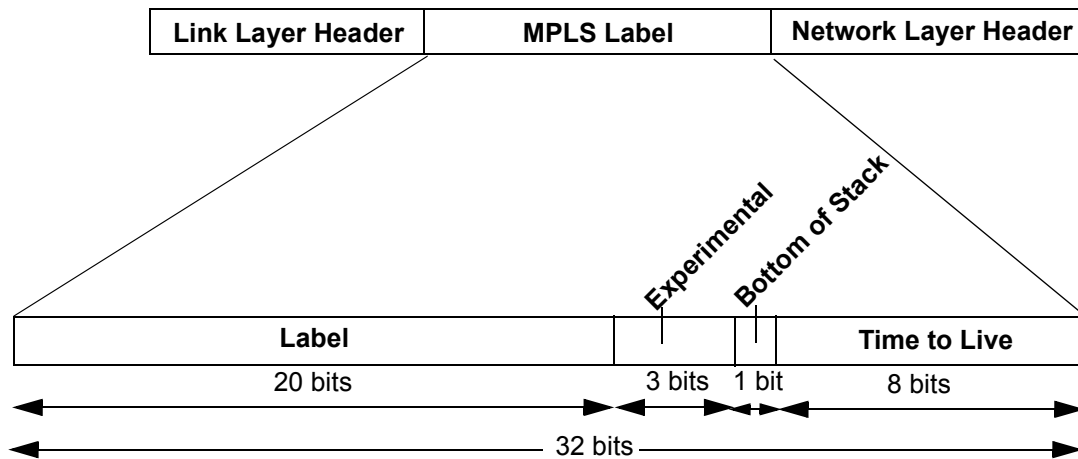 Link Layer Header
MPLS Label
Network Layer Header
Experimental
Bottom of Stack
Label
Time to Live
20 bits
3 bits
1 bit
8 bits
32 bits